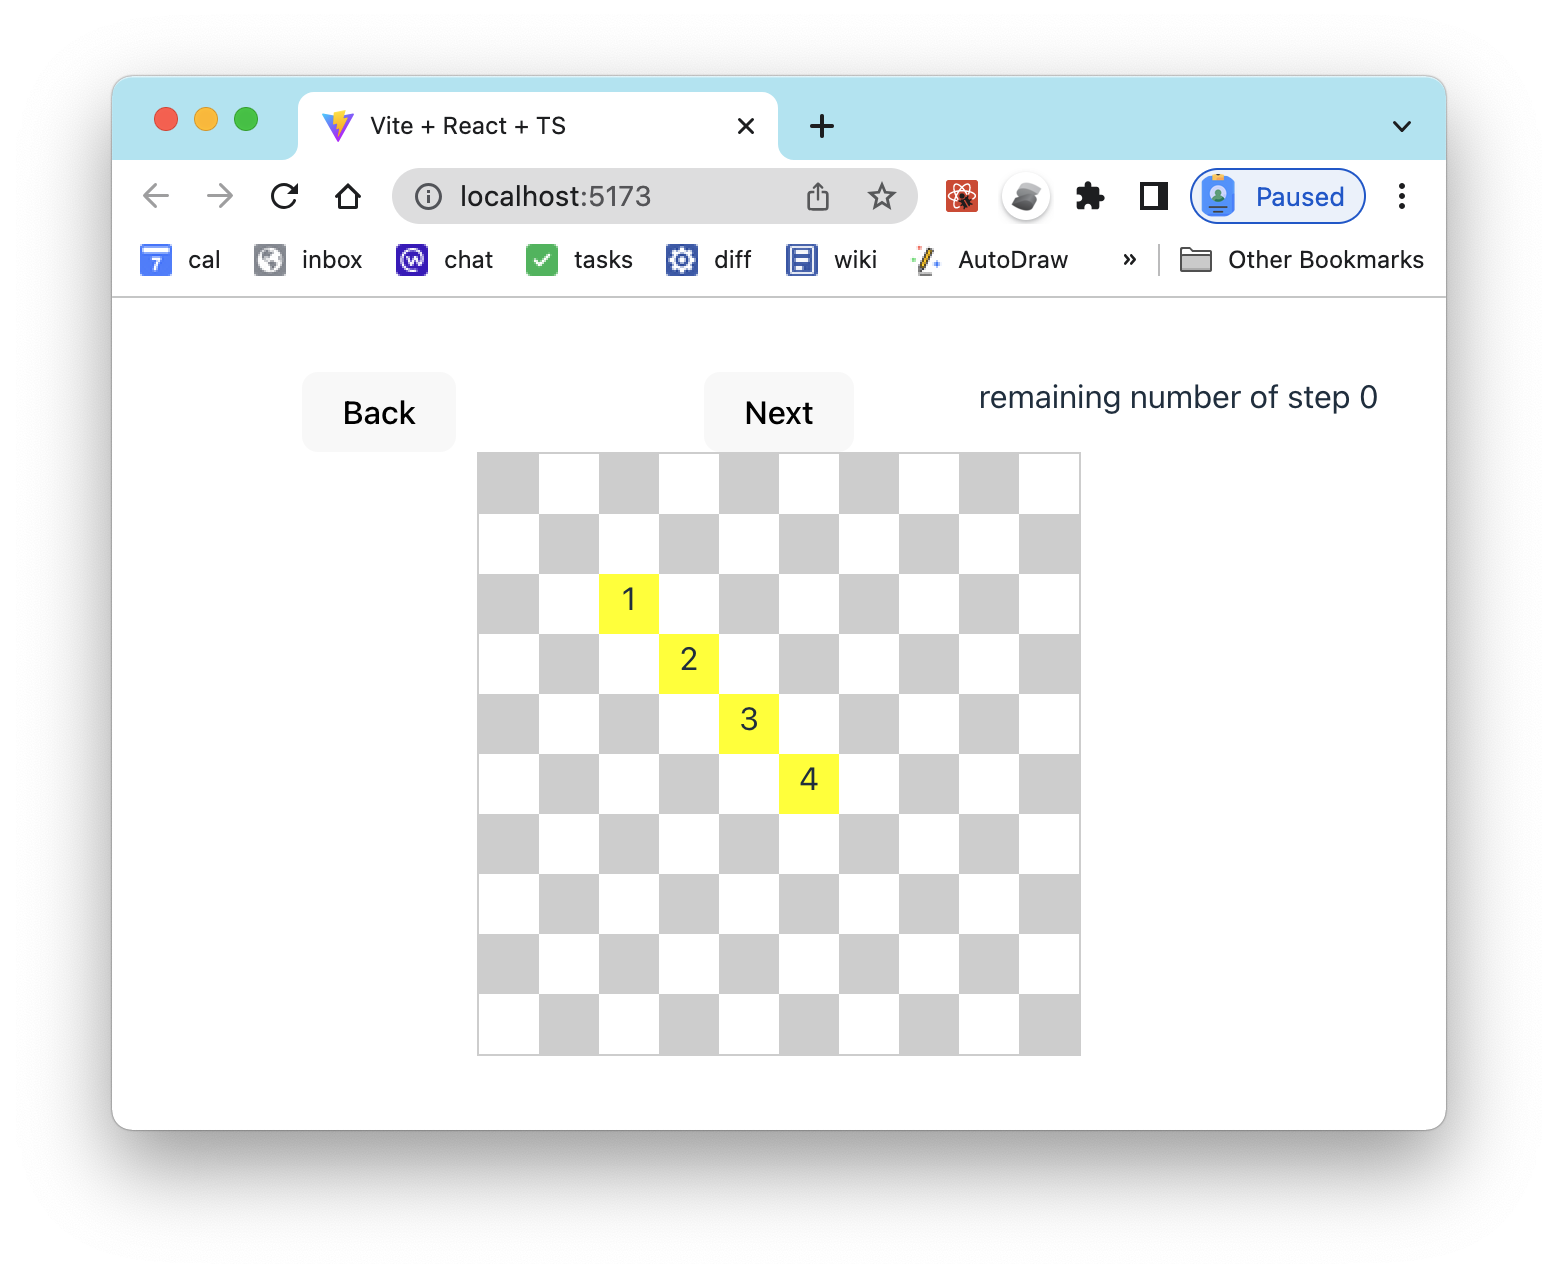 Vite + React + TS
localhost:5173
Paused
7 cal inbox chat tasks diff wiki AutoDraw » Other Bookmarks
Back Next remaining number of step 0
1
2
3
4